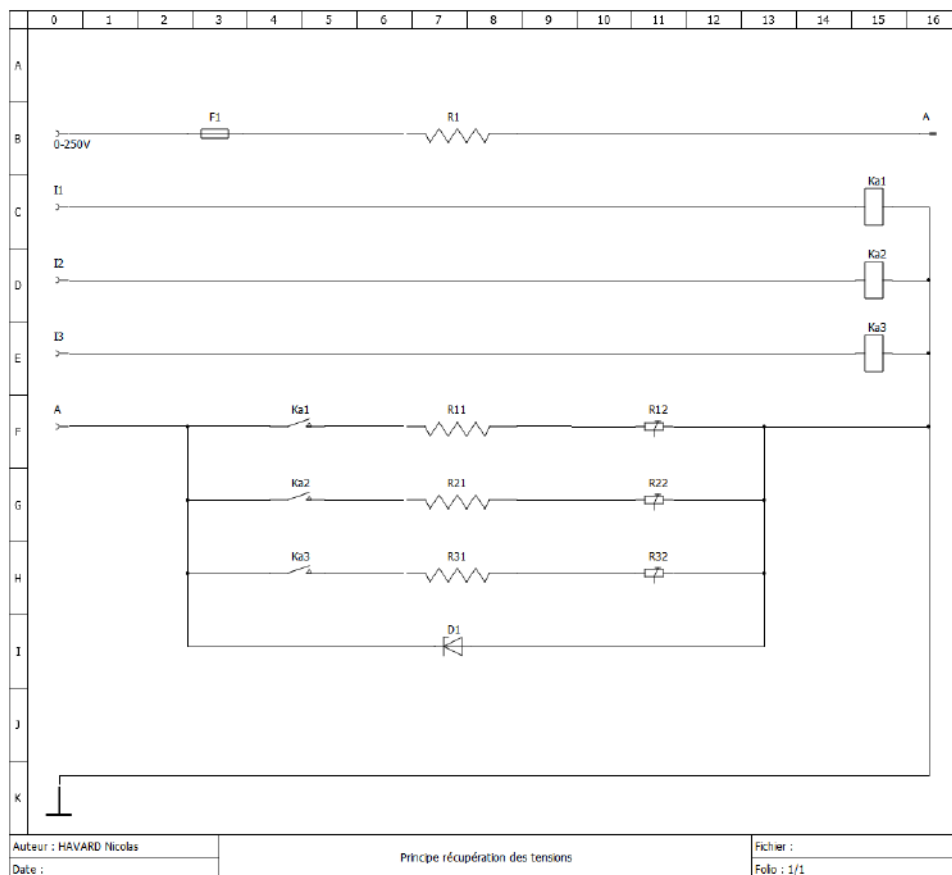 0 1 2 3 4 5 6 7 8 9 10 11 12 13 14 15 16
A
F1 R1 A
B
0-250V
I1 Ka1
C
I2 Ka2
D
I3 Ka3
E
A Ka1 R11 R12
F
Ka2 R21 R22
G
Ka3 R31 R32
H
D1
I
J
K
Auteur : HAVARD Nicolas
Date :
Principe récupération des tensions
Fichier :
Folio : 1/1